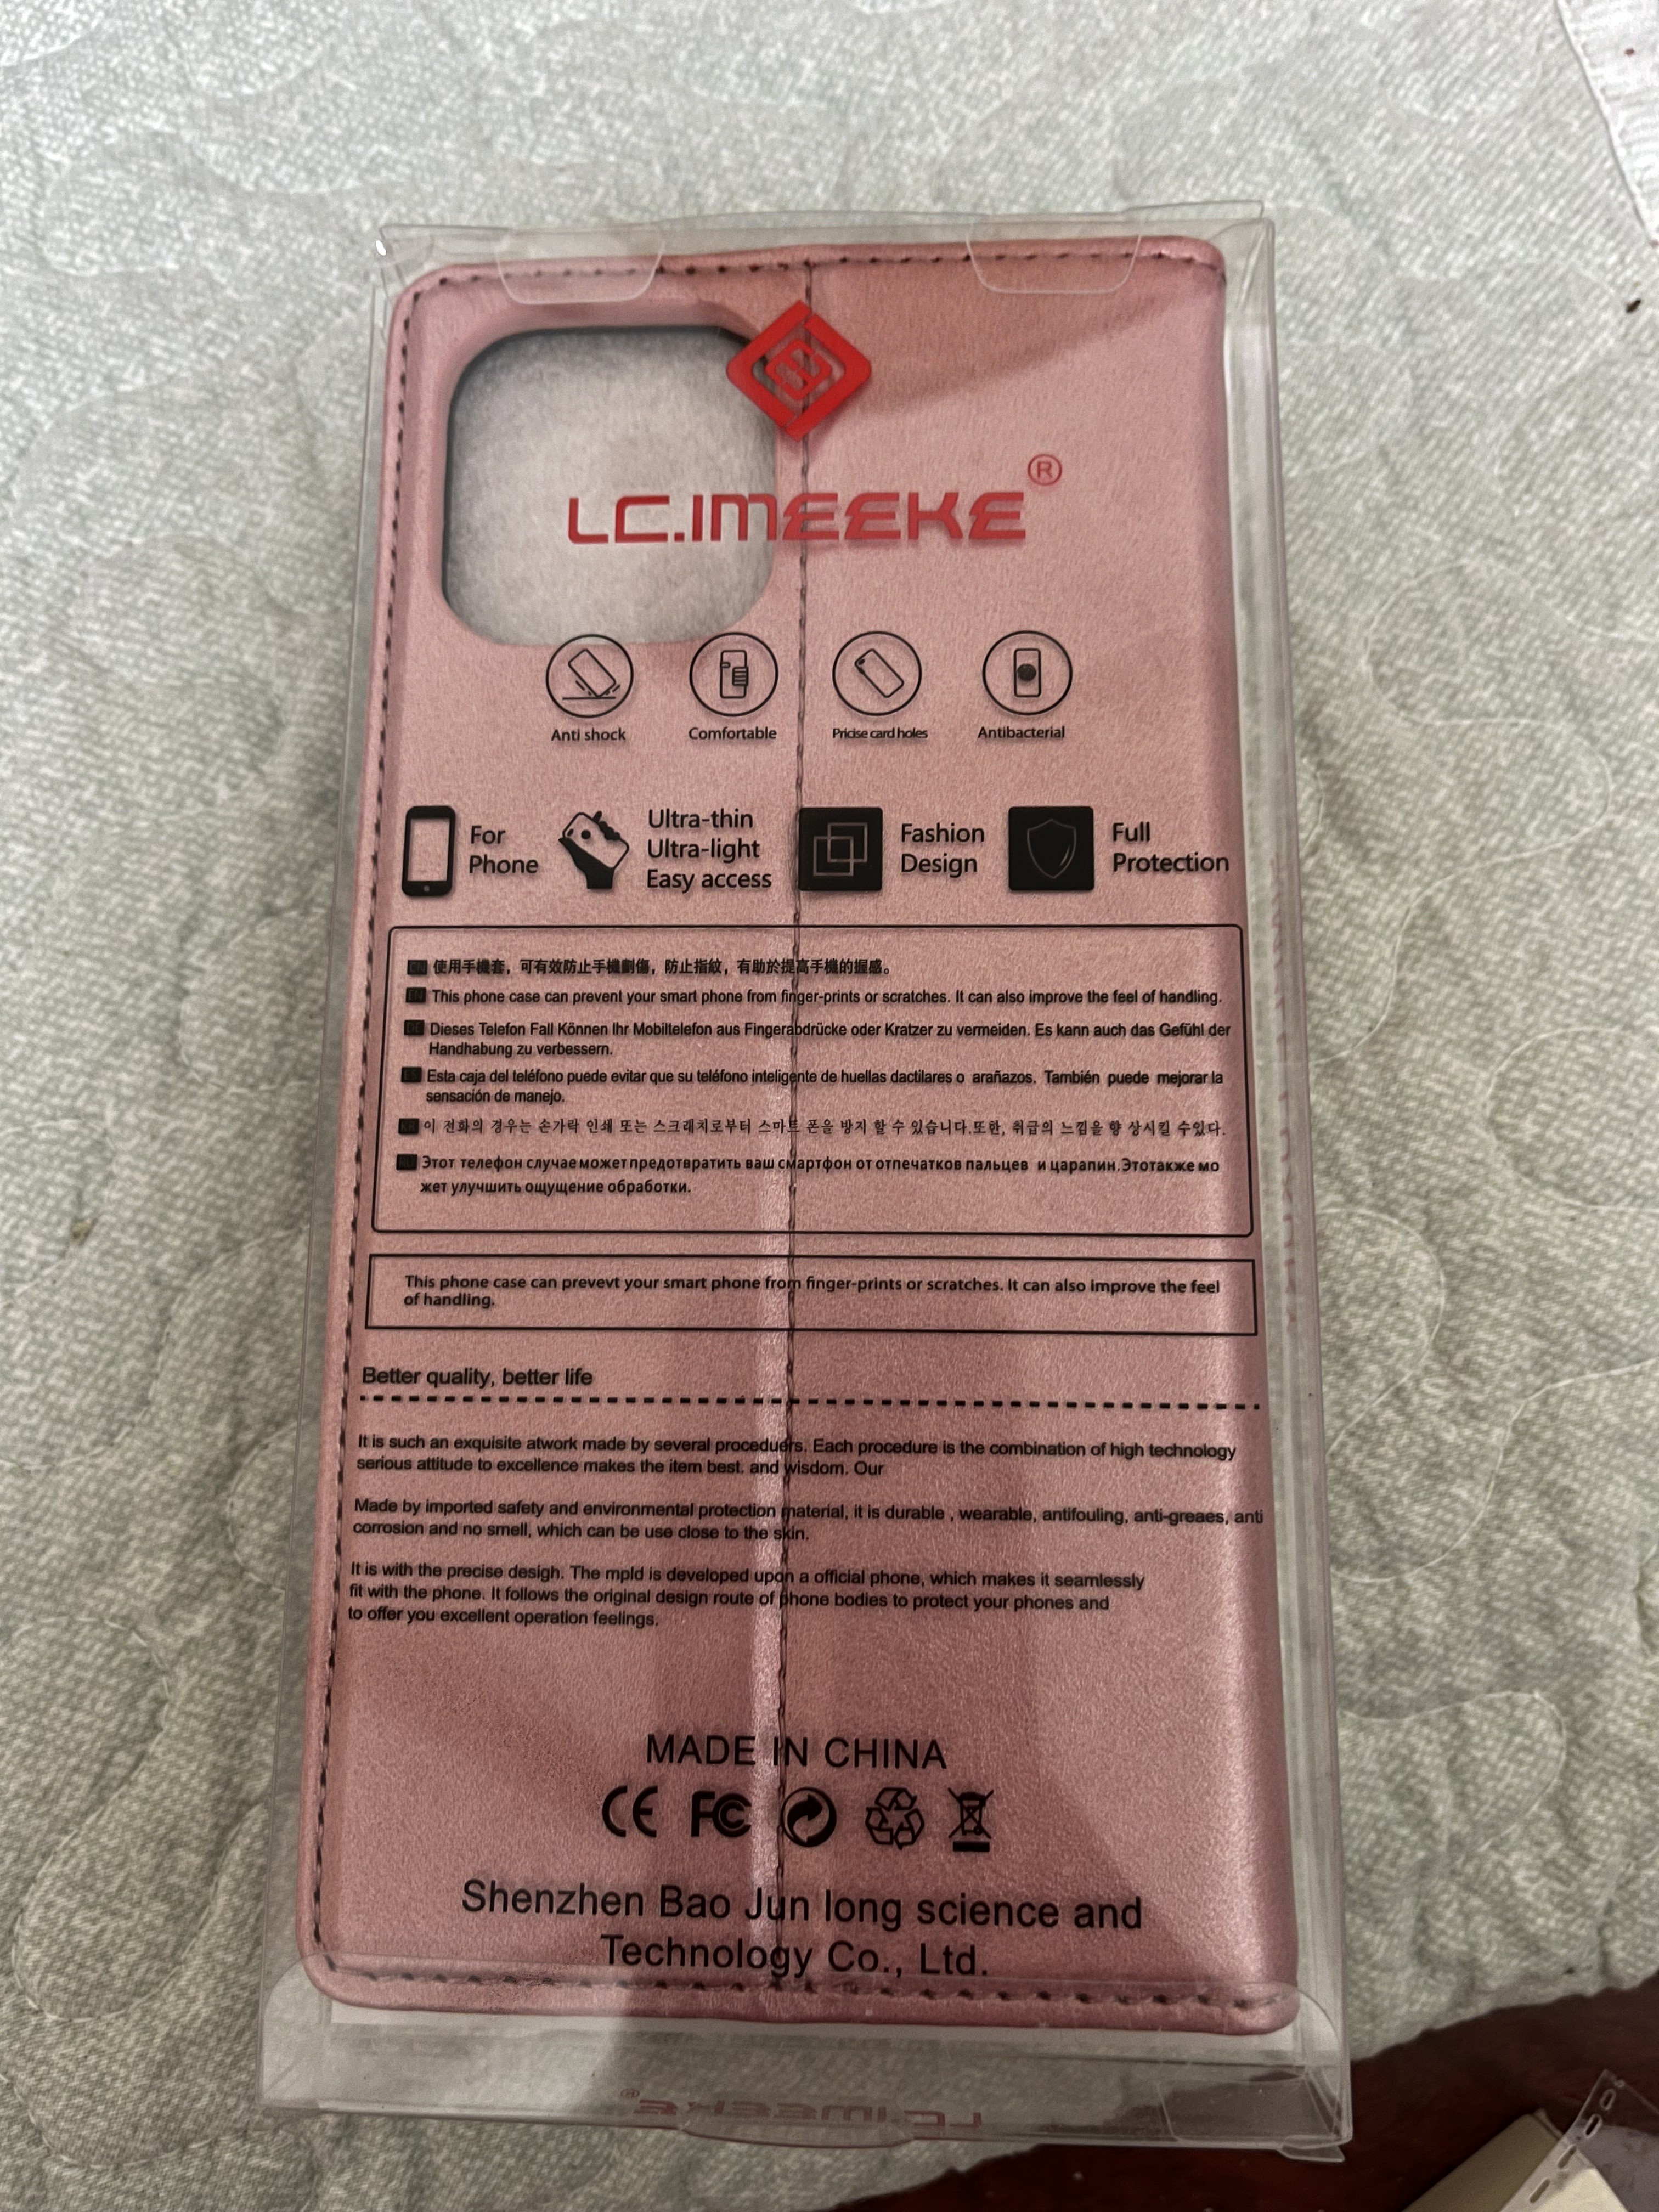 LC.IMEEKE®
Anti shock
Comfortable
Pricise card holes
Antibacterial
For
Phone
Ultra-thin
Ultra-light
Easy access
Fashion
Design
Full
Protection
使用手機套，可有效防止手機劃傷，防止指紋，有助於提高手機的握感。
This phone case can prevent your smart phone from finger-prints or scratches. It can also improve the feel of handling.
Dieses Telefon Fall Können Ihr Mobiltelefon aus Fingerabdrücke oder Kratzer zu vermeiden. Es kann auch das Gefühl der
Handhabung zu verbessern.
Esta caja del teléfono puede evitar que su teléfono inteligente de huellas dactilares o arañazos. También puede mejorar la
sensación de manejo.
이 전화의 경우는 손가락 인쇄 또는 스크래치로부터 스마트 폰을 방지 할 수 있습니다.또한, 취급의 느낌을 향 상시킬 수있다.
Этот телефон случае может предотвратить ваш смартфон от отпечатков пальцев и царапин.Этотакже мо
жет улучшить ощущение обработки.
This phone case can prevevt your smart phone from finger-prints or scratches. It can also improve the feel
of handling.
Better quality, better life
It is such an exquisite atwork made by several proceduers. Each procedure is the combination of high technology
serious attitude to excellence makes the item best. and wisdom. Our
Made by imported safety and environmental protection material, it is durable , wearable, antifouling, anti-greaes, anti
corrosion and no smell, which can be use close to the skin.
It is with the precise desigh. The mpld is developed upon a official phone, which makes it seamlessly
fit with the phone. It follows the original design route of phone bodies to protect your phones and
to offer you excellent operation feelings.
MADE IN CHINA
CE FC
Shenzhen Bao Jun long science and
Technology Co., Ltd.
LC.IMEEKE®